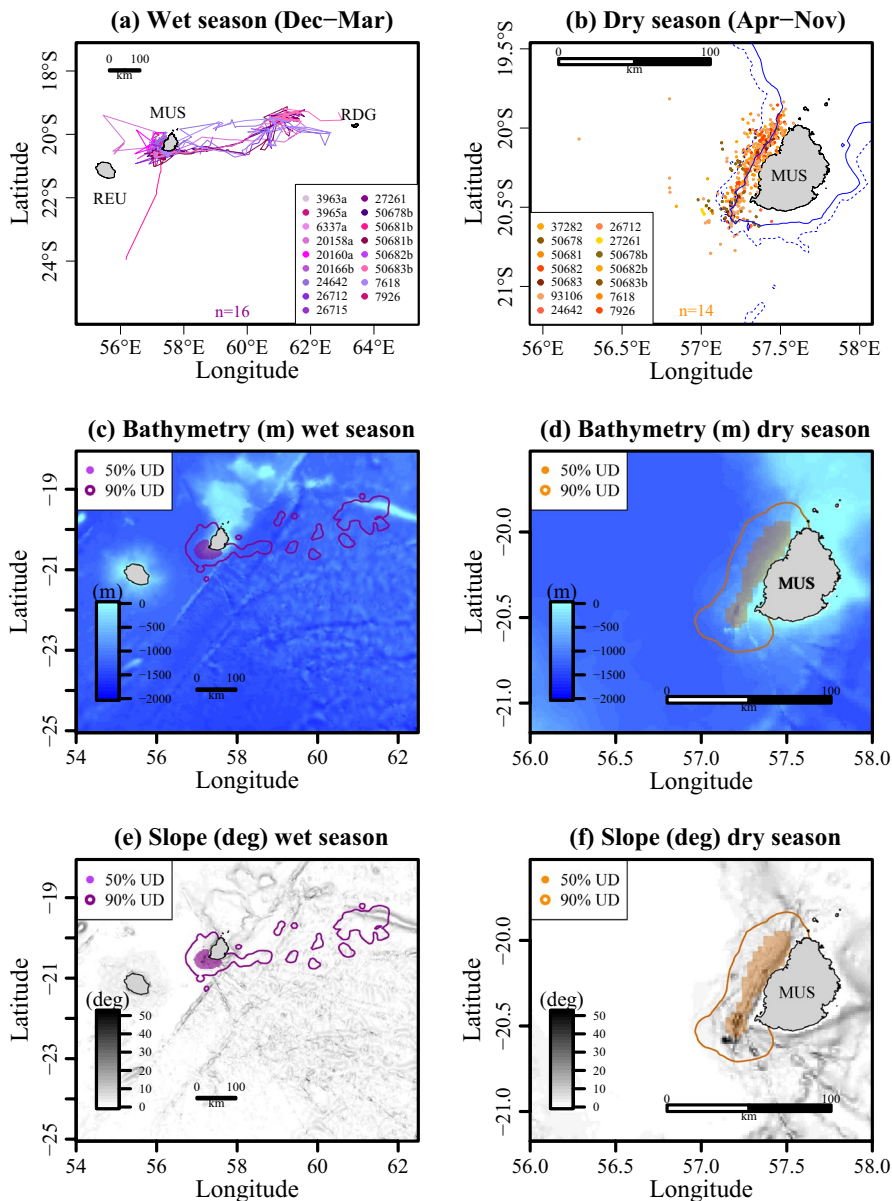 (a) Wet season (Dec−Mar)
0 100
km
18°S
20°S
22°S
24°S
Latitude
MUS
RDG
REU
3963a
3965a
6337a
20158a
20160a
20166b
24642
26712
26715
27261
50678b
50681b
50681b
50682b
50683b
7618
7926
n=16
56°E 58°E 60°E 62°E 64°E
Longitude
(b) Dry season (Apr−Nov)
0 100
km
19.5°S
20°S
20.5°S
21°S
Latitude
MUS
37282
50678
50681
50682
50683
93106
24642
26712
27261
50678b
50682b
50683b
7618
7926
n=14
56°E 56.5°E 57°E 57.5°E 58°E
Longitude
(c) Bathymetry (m) wet season
50% UD
90% UD
−19
−21
−23
−25
Latitude
(m)
0
−500
−1000
−1500
−2000
0 100
km
54 56 58 60 62
Longitude
(d) Bathymetry (m) dry season
50% UD
90% UD
−20.0
−20.5
−21.0
Latitude
MUS
(m)
0
−500
−1000
−1500
−2000
0 100
km
56.0 56.5 57.0 57.5 58.0
Longitude
(e) Slope (deg) wet season
50% UD
90% UD
−19
−21
−23
−25
Latitude
(deg)
50
40
30
20
10
0
0 100
km
54 56 58 60 62
Longitude
(f) Slope (deg) dry season
50% UD
90% UD
−20.0
−20.5
−21.0
Latitude
MUS
(deg)
50
40
30
20
10
0
0 100
km
56.0 56.5 57.0 57.5 58.0
Longitude